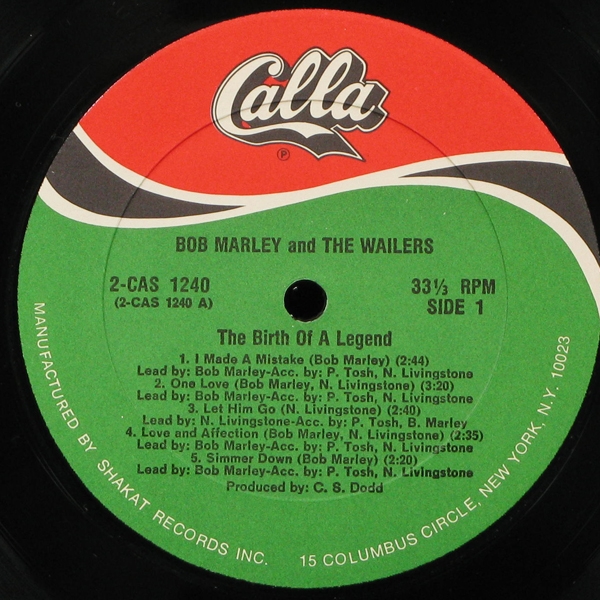 Calla
℗
BOB MARLEY and THE WAILERS
2-CAS 1240
(2-CAS 1240 A)
33⅓ RPM
SIDE 1
The Birth Of A Legend
1. I Made A Mistake (Bob Marley) (2:44)
Lead by: Bob Marley-Acc. by: P. Tosh, N. Livingstone
2. One Love (Bob Marley, N. Livingstone) (3:20)
Lead by: Bob Marley-Acc. by: P. Tosh, N. Livingstone
3. Let Him Go (N. Livingstone) (2:40)
Lead by: N. Livingstone-Acc. by: P. Tosh, B. Marley
4. Love and Affection (Bob Marley, N. Livingstone) (2:35)
Lead by: Bob Marley-Acc. by: P. Tosh, N. Livingstone
5. Simmer Down (Bob Marley) (2:20)
Lead by: Bob Marley-Acc. by: P. Tosh, N. Livingstone
Produced by: C. S. Dodd
MANUFACTURED BY SHAKAT RECORDS INC. 15 COLUMBUS CIRCLE, NEW YORK, N.Y. 10023